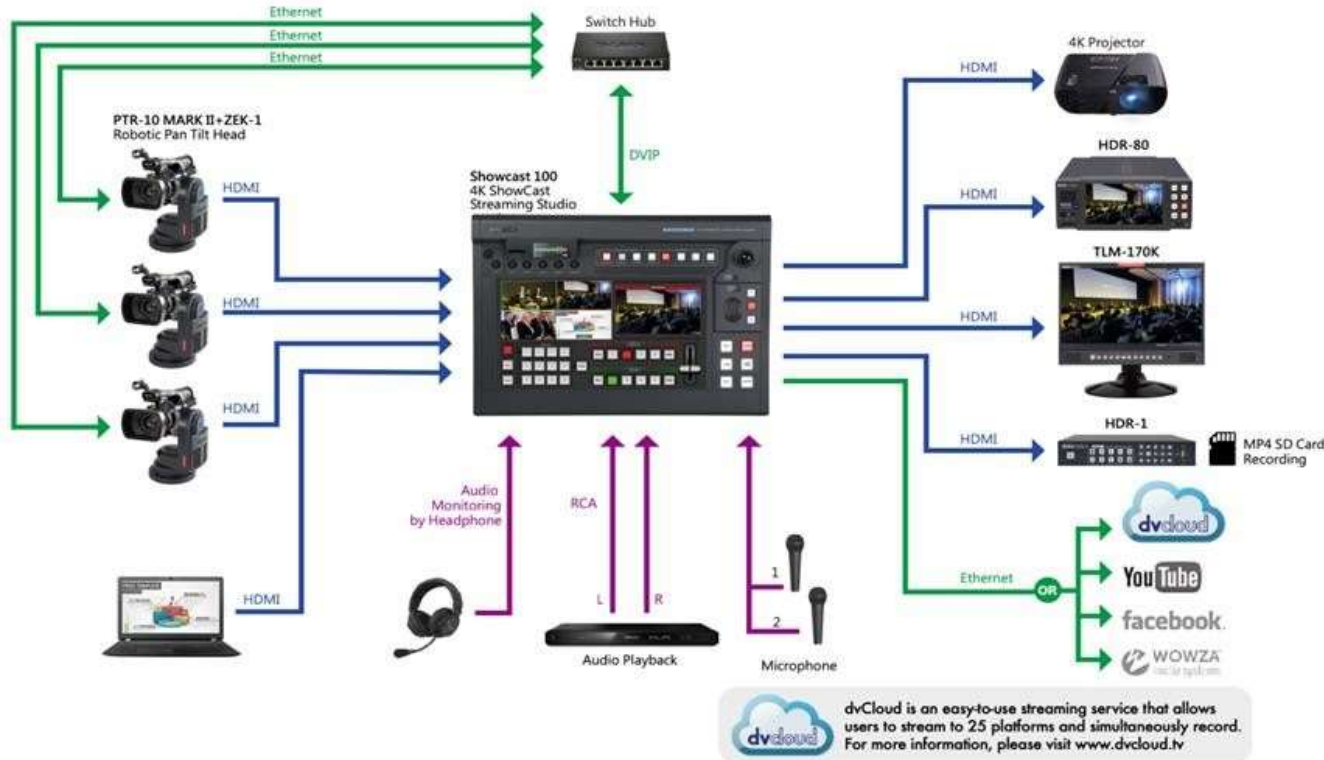 Ethernet
Ethernet
Ethernet
Switch Hub
DVIP
PTR-10 MARK II+ZEK-1
Robotic Pan Tilt Head
HDMI
HDMI
HDMI
HDMI
Showcast 100
4K ShowCast
Streaming Studio
4K Projector
HDMI
HDR-80
HDMI
TLM-170K
HDMI
HDR-1
HDMI
MP4 SD Card
Recording
Audio
Monitoring
by Headphone
RCA
L
R
Audio Playback
1
2
Microphone
Ethernet
OR
dvcloud
YouTube
facebook.
WOWZA
dvcloud
dvCloud is an easy-to-use streaming service that allows
users to stream to 25 platforms and simultaneously record.
For more information, please visit www.dvcloud.tv